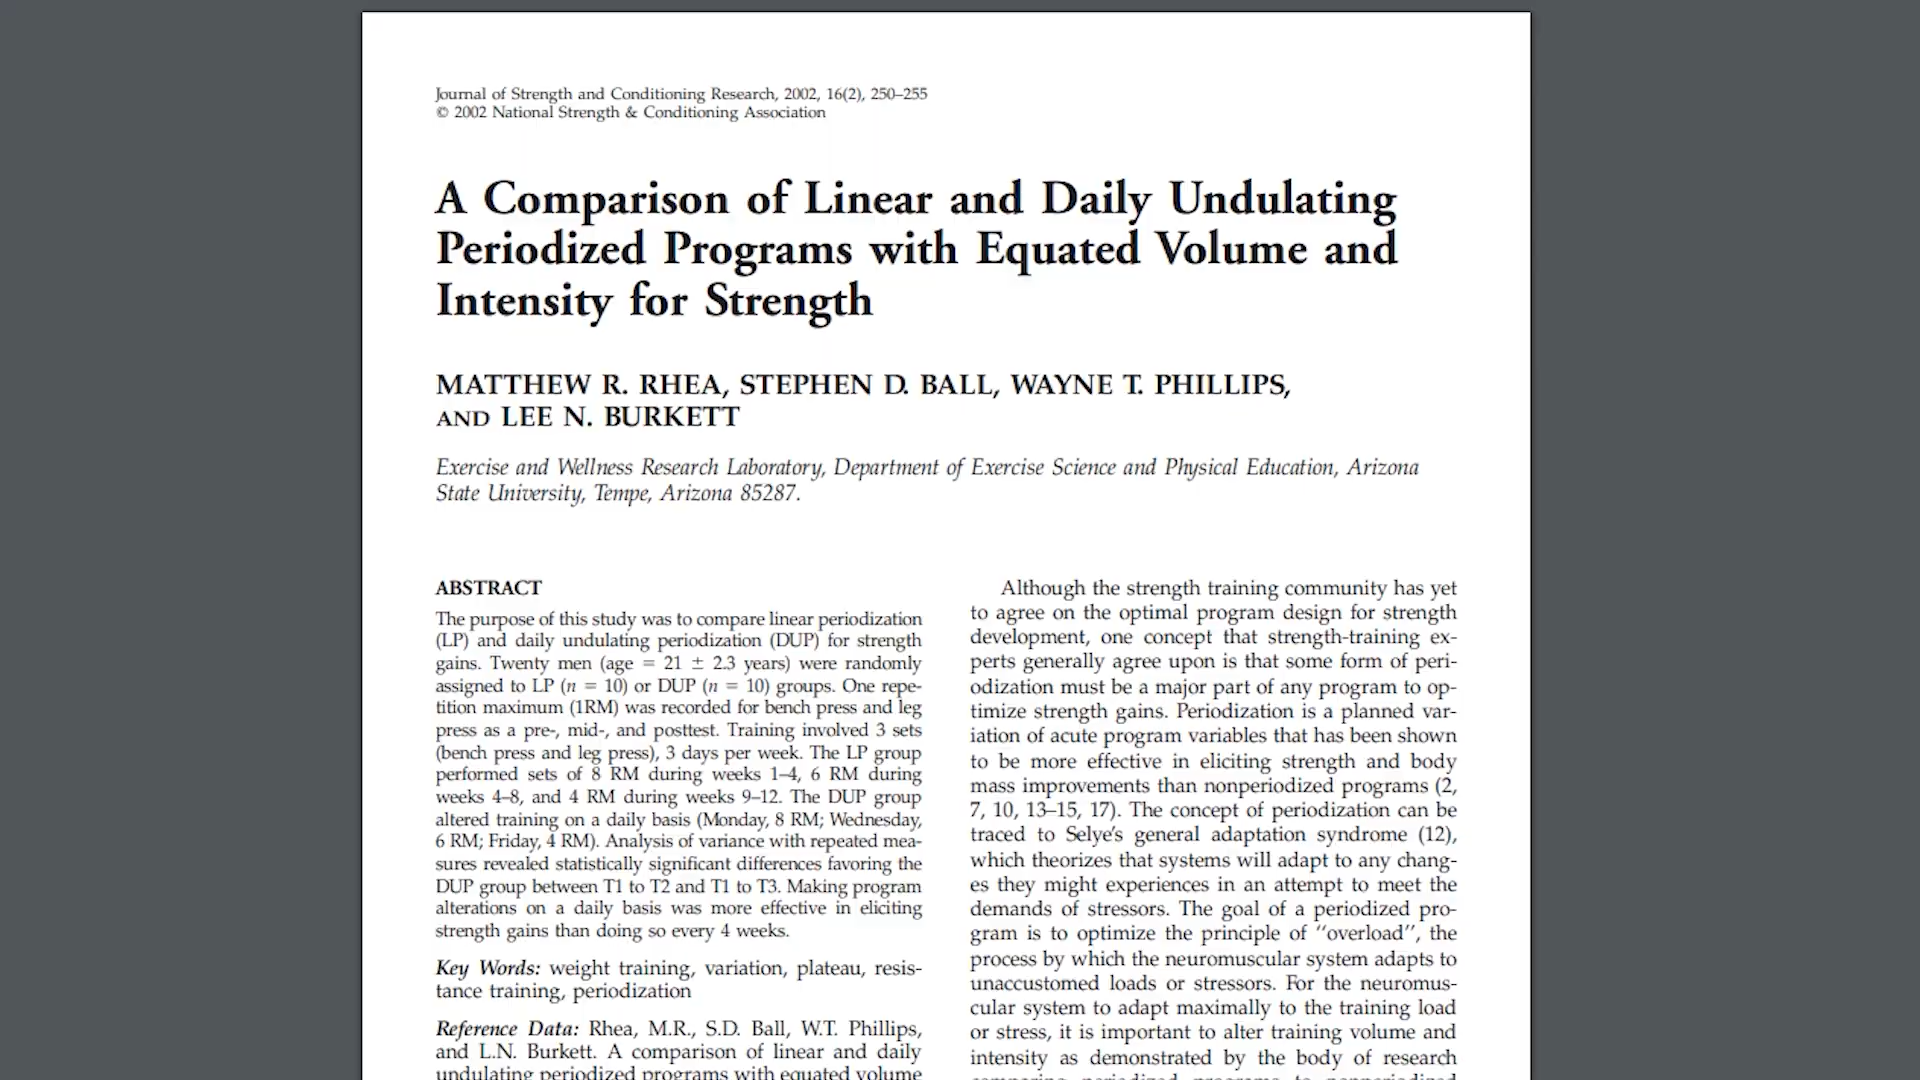 Journal of Strength and Conditioning Research, 2002, 16(2), 250–255
© 2002 National Strength & Conditioning Association
A Comparison of Linear and Daily Undulating
Periodized Programs with Equated Volume and
Intensity for Strength
MATTHEW R. RHEA, STEPHEN D. BALL, WAYNE T. PHILLIPS,
AND LEE N. BURKETT
Exercise and Wellness Research Laboratory, Department of Exercise Science and Physical Education, Arizona
State University, Tempe, Arizona 85287.
ABSTRACT
The purpose of this study was to compare linear periodization
(LP) and daily undulating periodization (DUP) for strength
gains. Twenty men (age = 21 ± 2.3 years) were randomly
assigned to LP (n = 10) or DUP (n = 10) groups. One repe-
tition maximum (1RM) was recorded for bench press and leg
press as a pre-, mid-, and posttest. Training involved 3 sets
(bench press and leg press), 3 days per week. The LP group
performed sets of 8 RM during weeks 1–4, 6 RM during
weeks 4–8, and 4 RM during weeks 9–12. The DUP group
altered training on a daily basis (Monday, 8 RM; Wednesday,
6 RM; Friday, 4 RM). Analysis of variance with repeated mea-
sures revealed statistically significant differences favoring the
DUP group between T1 to T2 and T1 to T3. Making program
alterations on a daily basis was more effective in eliciting
strength gains than doing so every 4 weeks.
Key Words: weight training, variation, plateau, resis-
tance training, periodization
Reference Data: Rhea, M.R., S.D. Ball, W.T. Phillips,
and L.N. Burkett. A comparison of linear and daily
undulating periodized programs with equated volume
Although the strength training community has yet
to agree on the optimal program design for strength
development, one concept that strength-training ex-
perts generally agree upon is that some form of peri-
odization must be a major part of any program to op-
timize strength gains. Periodization is a planned var-
iation of acute program variables that has been shown
to be more effective in eliciting strength and body
mass improvements than nonperiodized programs (2,
7, 10, 13–15, 17). The concept of periodization can be
traced to Selye's general adaptation syndrome (12),
which theorizes that systems will adapt to any chang-
es they might experiences in an attempt to meet the
demands of stressors. The goal of a periodized pro-
gram is to optimize the principle of ''overload'', the
process by which the neuromuscular system adapts to
unaccustomed loads or stressors. For the neuromus-
cular system to adapt maximally to the training load
or stress, it is important to alter training volume and
intensity as demonstrated by the body of research